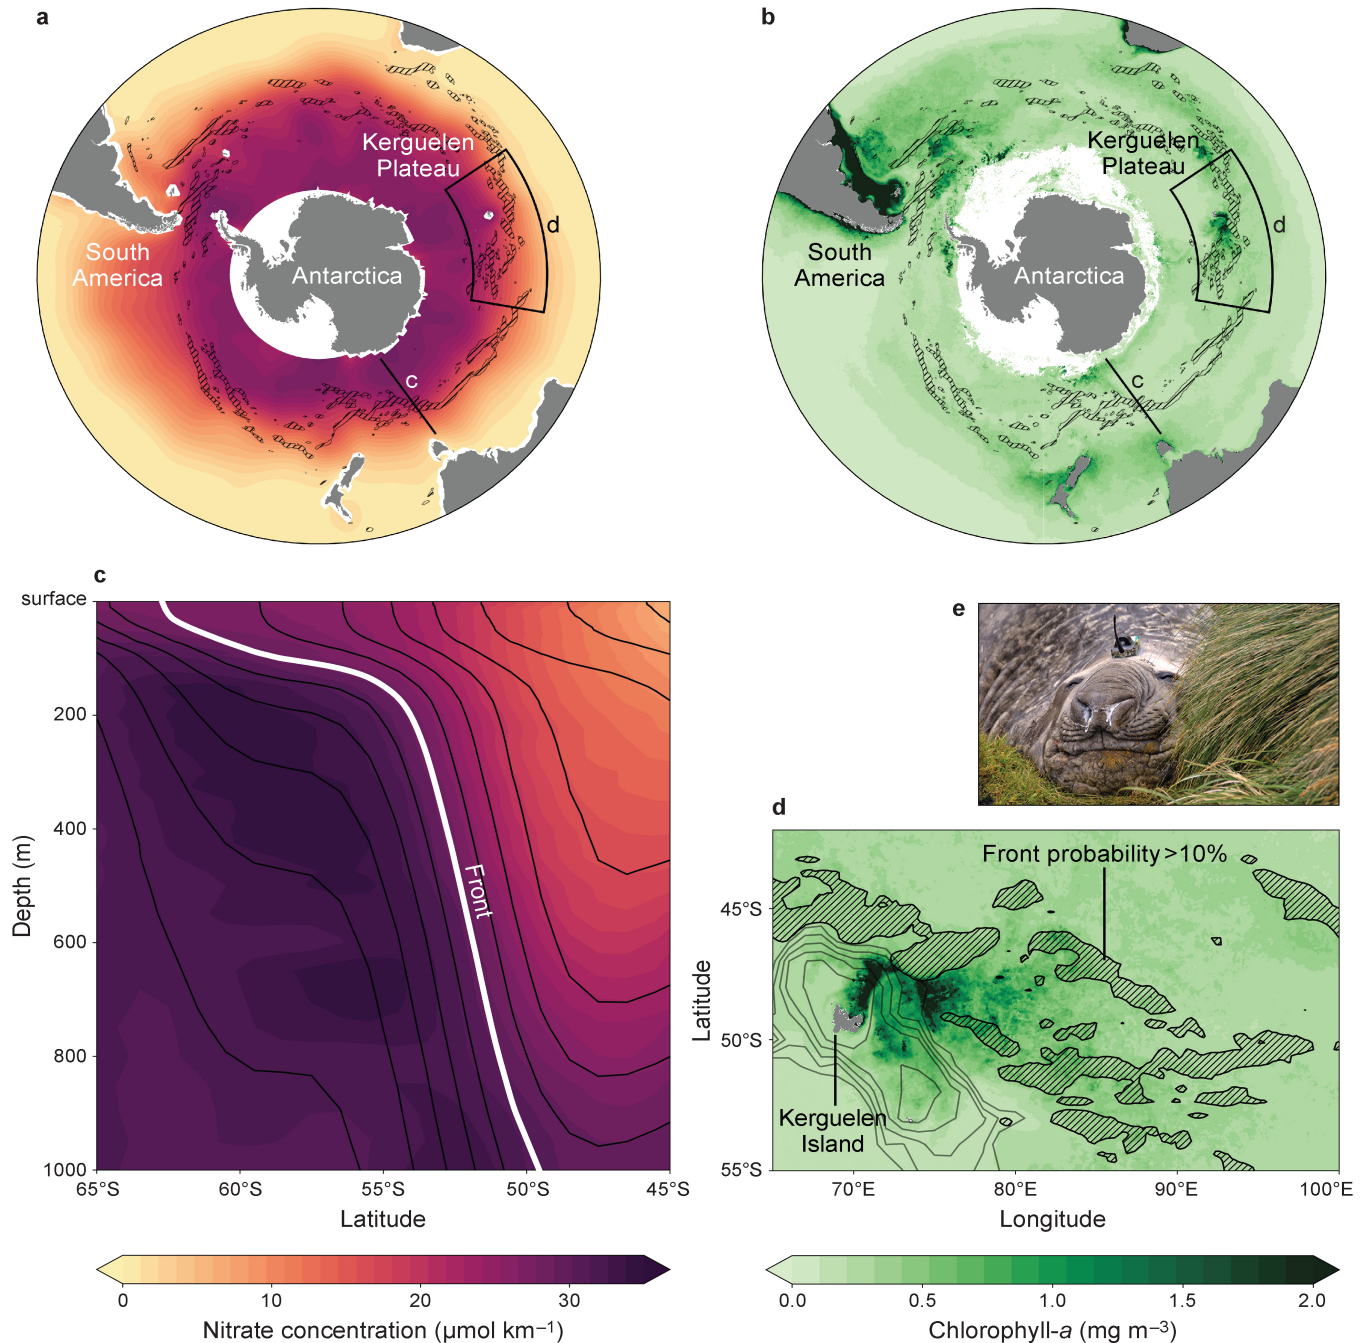 a
Kerguelen
Plateau
d
South
America
Antarctica
c
b
Kerguelen
Plateau
d
South
America
Antarctica
c
c
surface
200
400
600
800
1000
Depth (m)
Front
65°S
60°S
55°S
50°S
45°S
Latitude
0
10
20
30
Nitrate concentration (µmol km⁻¹)
e
d
Front probability >10%
45°S
50°S
55°S
Latitude
Kerguelen
Island
70°E
80°E
90°E
100°E
Longitude
0.0
0.5
1.0
1.5
2.0
Chlorophyll-a (mg m⁻³)